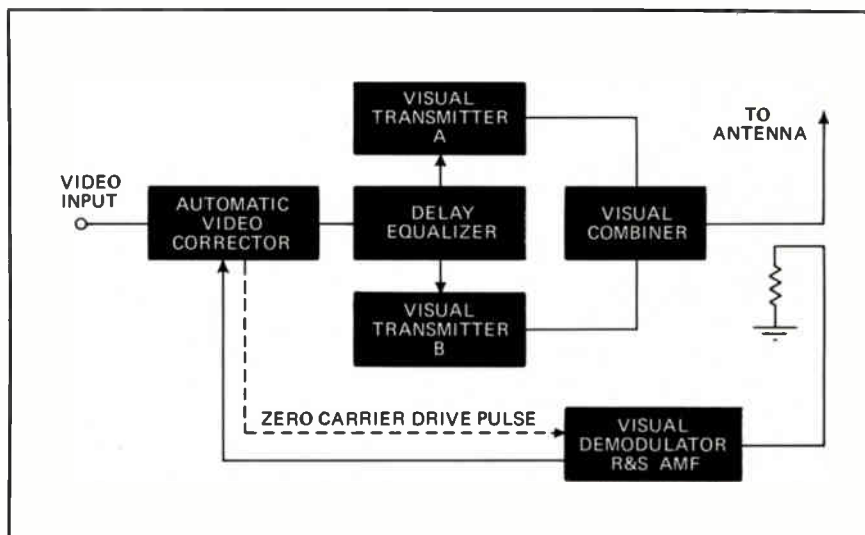 VISUAL
TRANSMITTER
A
TO
ANTENNA
VIDEO
INPUT
AUTOMATIC
VIDEO
CORRECTOR
DELAY
EQUALIZER
VISUAL
COMBINER
VISUAL
TRANSMITTER
B
ZERO CARRIER DRIVE PULSE
VISUAL
DEMODULATOR
R&S AMF